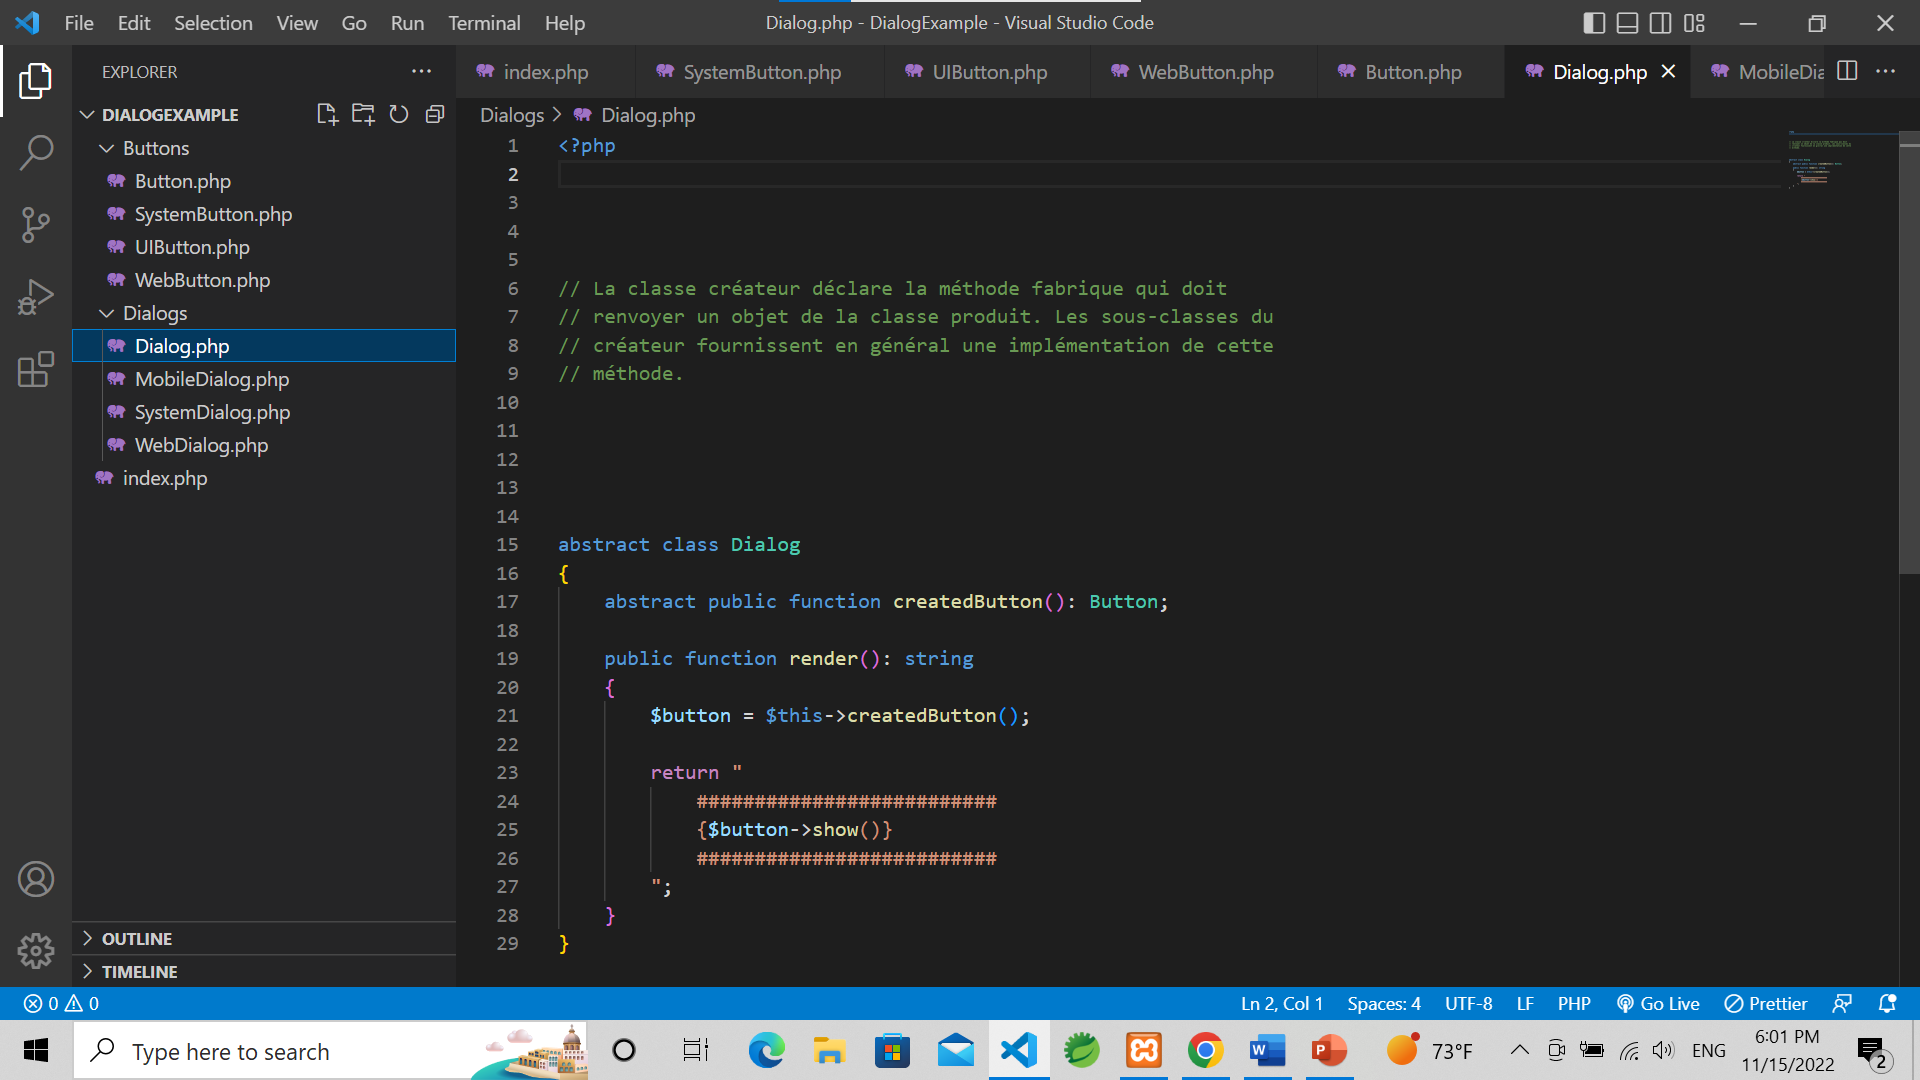 File Edit Selection View Go Run Terminal Help
Dialog.php - DialogExample - Visual Studio Code
EXPLORER
DIALOGEXAMPLE
Buttons
Button.php
SystemButton.php
UIButton.php
WebButton.php
Dialogs
Dialog.php
MobileDialog.php
SystemDialog.php
WebDialog.php
index.php
OUTLINE
TIMELINE
index.php SystemButton.php UIButton.php WebButton.php Button.php Dialog.php MobileDia
Dialogs > Dialog.php
1 <?php
2
3
4
5
6 // La classe créateur déclare la méthode fabrique qui doit
7 // renvoyer un objet de la classe produit. Les sous-classes du
8 // créateur fournissent en général une implémentation de cette
9 // méthode.
10
11
12
13
14
15 abstract class Dialog
16 {
17 abstract public function createdButton(): Button;
18
19 public function render(): string
20 {
21 $button = $this->createdButton();
22
23 return "
24 ##########################
25 {$button->show()}
26 ##########################
27 ";
28 }
29 }
0 0
Ln 2, Col 1 Spaces: 4 UTF-8 LF PHP Go Live Prettier
Type here to search
73°F
ENG
6:01 PM
11/15/2022
2